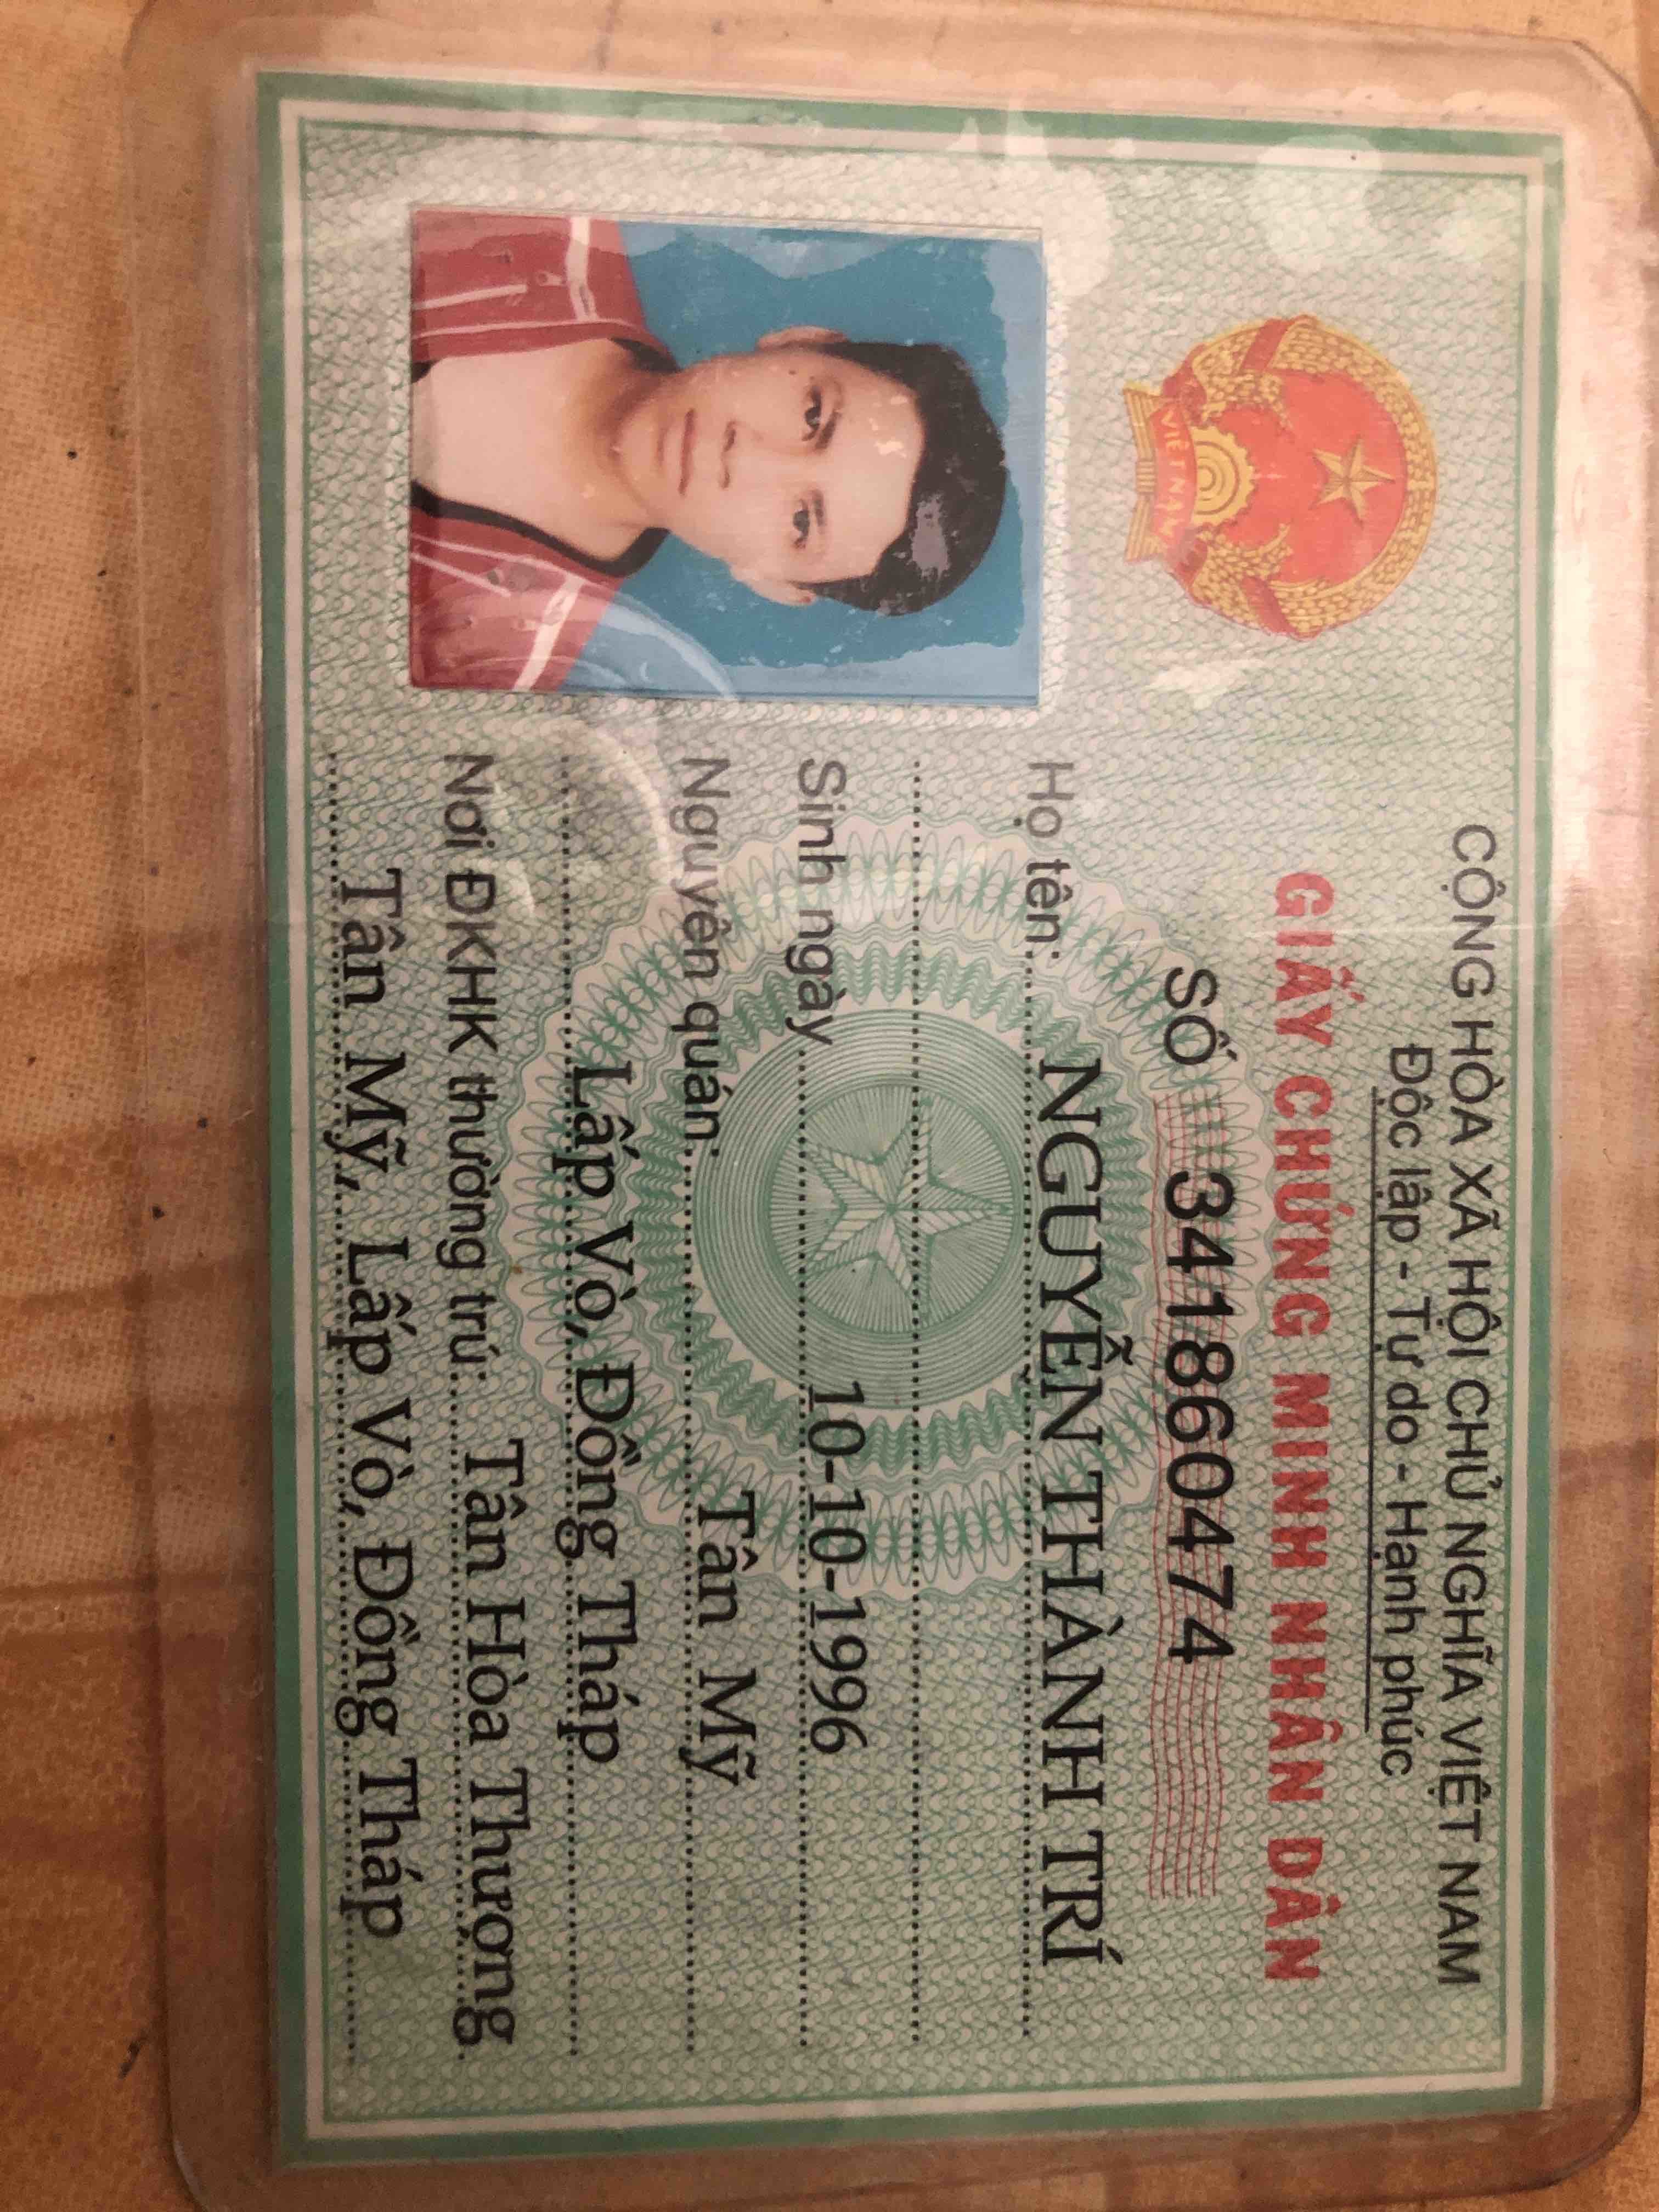 CỘNG HÒA XÃ HỘI CHỦ NGHĨA VIỆT NAM
Độc lập - Tự do - Hạnh phúc
GIẤY CHỨNG MINH NHÂN DÂN
SỐ 341860474
Họ tên: NGUYỄN THÀNH TRÍ
Sinh ngày 10-10-1996
Nguyên quán: Tân Mỹ
Lấp Vò, Đồng Tháp
Nơi ĐKHK thường trú: Tân Hòa Thượng
Tân Mỹ, Lấp Vò, Đồng Tháp
VIỆT NAM